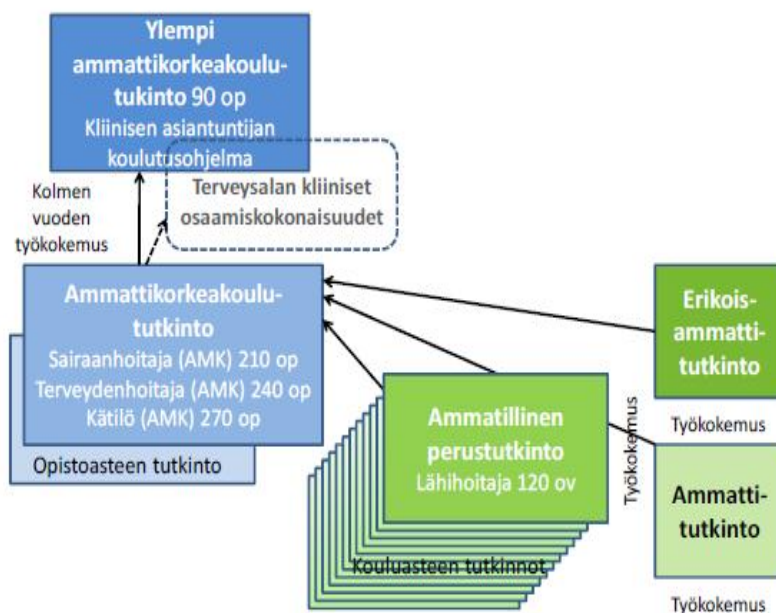 Ylempi
ammattikorkeakoulu-
tukinto 90 op
Kliinisen asiantuntijan
koulutusohjelma
Terveysalan kliiniset
osaamiskokonaisuudet
Kolmen
vuoden
työkokemus
Ammattikorkeakoulu-
tutkinto
Sairaanhoitaja (AMK) 210 op
Terveydenhoitaja (AMK) 240 op
Kätilö (AMK) 270 op
Opistoasteen tutkinto
Ammatillinen
perustutkinto
Lähihoitaja 120 ov
Kouluasteen tutkinnot
Työkokemus
Erikois-
ammatti-
tutkinto
Työkokemus
Ammatti-
tutkinto
Työkokemus